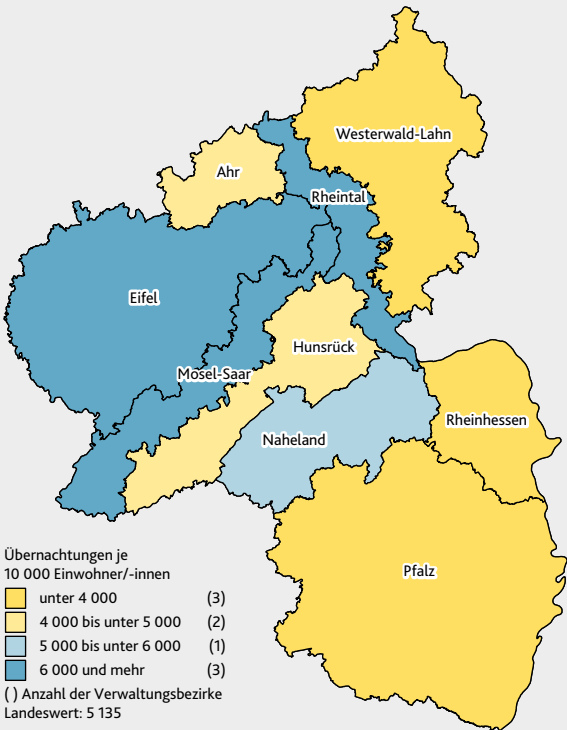 Westerwald-Lahn
Ahr
Rheintal
Eifel
Hunsrück
Mosel-Saar
Rheinhessen
Naheland
Pfalz
Übernachtungen je
10 000 Einwohner/-innen
unter 4 000 (3)
4 000 bis unter 5 000 (2)
5 000 bis unter 6 000 (1)
6 000 und mehr (3)
( ) Anzahl der Verwaltungsbezirke
Landeswert: 5 135